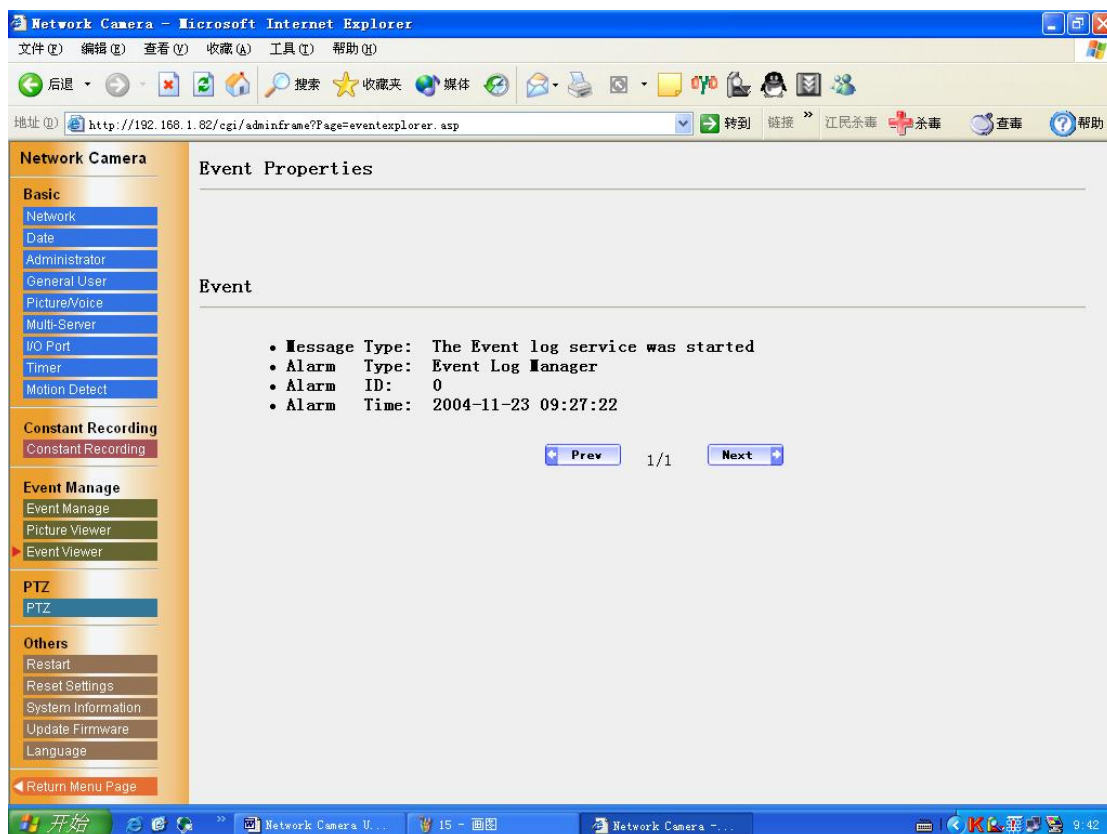 Network Camera - Microsoft Internet Explorer
文件(F) 编辑(E) 查看(V) 收藏(A) 工具(T) 帮助(H)
后退 搜索 收藏夹 媒体
地址(D) http://192.168.1.82/cgi/adminframe?Page=eventexplorer.asp 转到 链接 » 江民杀毒 杀毒 查毒 帮助
Network Camera
Basic
Network
Date
Administrator
General User
Picture/Voice
Multi-Server
I/O Port
Timer
Motion Detect
Constant Recording
Constant Recording
Event Manage
Event Manage
Picture Viewer
Event Viewer
PTZ
PTZ
Others
Restart
Reset Settings
System Information
Update Firmware
Language
Return Menu Page
Event Properties
Event
• Message Type: The Event log service was started
• Alarm Type: Event Log Manager
• Alarm ID: 0
• Alarm Time: 2004-11-23 09:27:22
Prev 1/1 Next
开始 » Network Camera U... 15 - 画图 Network Camera -... 9:42